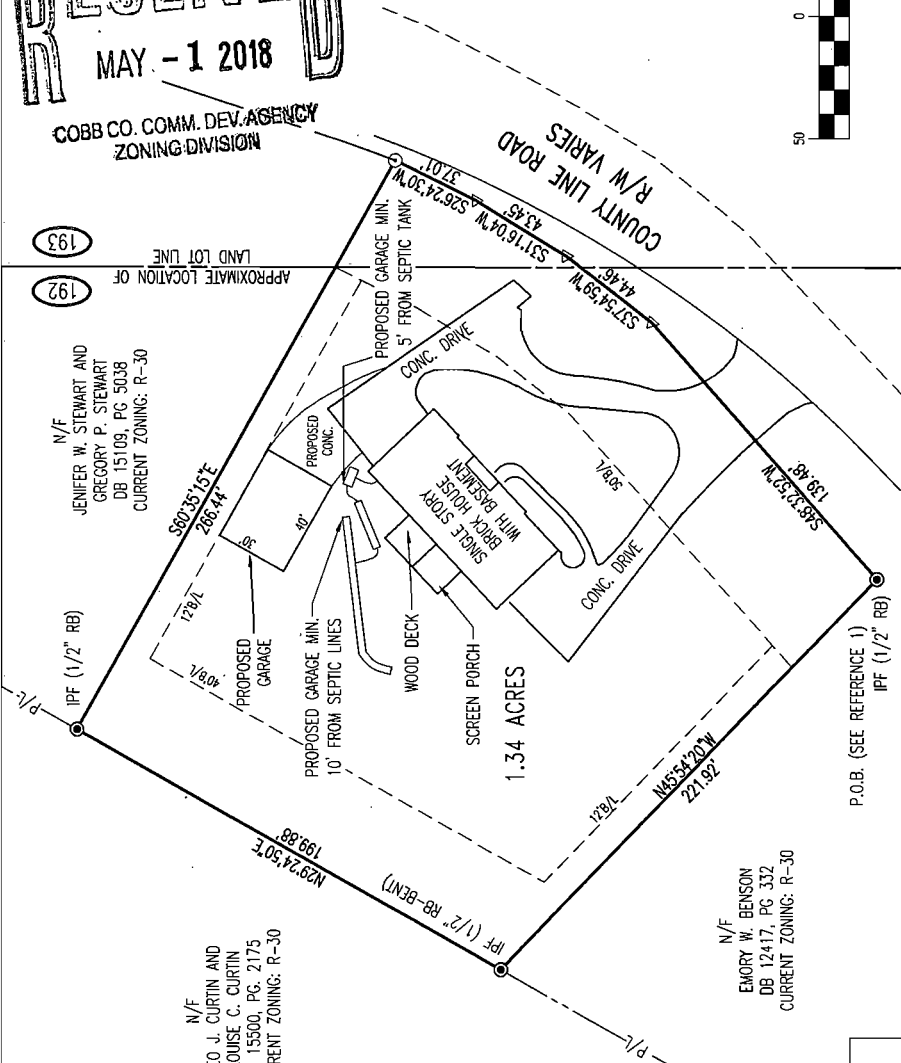 MAY - 1 2018
COBB CO. COMM. DEV. AGENCY
ZONING DIVISION
0
50
193
192
APPROXIMATE LOCATION OF
LAND LOT LINE
COUNTY LINE ROAD
R/W VARIES
S26°24'30"W
37.01'
S31°16'04"W
43.45'
S37°54'59"W
44.46'
S48°32'52"W
139.48'
N/F
JENIFER W. STEWART AND
GREGORY P. STEWART
DB 15109, PG 5038
CURRENT ZONING: R-30
S60°35'15"E
266.44'
PROPOSED GARAGE MIN.
5' FROM SEPTIC TANK
CONC. DRIVE
PROPOSED
CONC.
30'
40'
12'B/L
40'B/L
50'B/L
P/L
IPF (1/2" RB)
PROPOSED
GARAGE
PROPOSED GARAGE MIN.
10' FROM SEPTIC LINES
SINGLE STORY
BRICK HOUSE
WITH BASEMENT
WOOD DECK
SCREEN PORCH
CONC. DRIVE
1.34 ACRES
12'B/L
N45°54'20"W
221.92'
P.O.B. (SEE REFERENCE 1)
IPF (1/2" RB)
N29°24'50"E
199.88'
IPF (1/2" RB-BENT)
N/F
J. CURTIN AND
C. CURTIN
15500, PG. 2175
ZONING: R-30
N/F
EMORY W. BENSON
DB 12417, PG 332
CURRENT ZONING: R-30
P/L